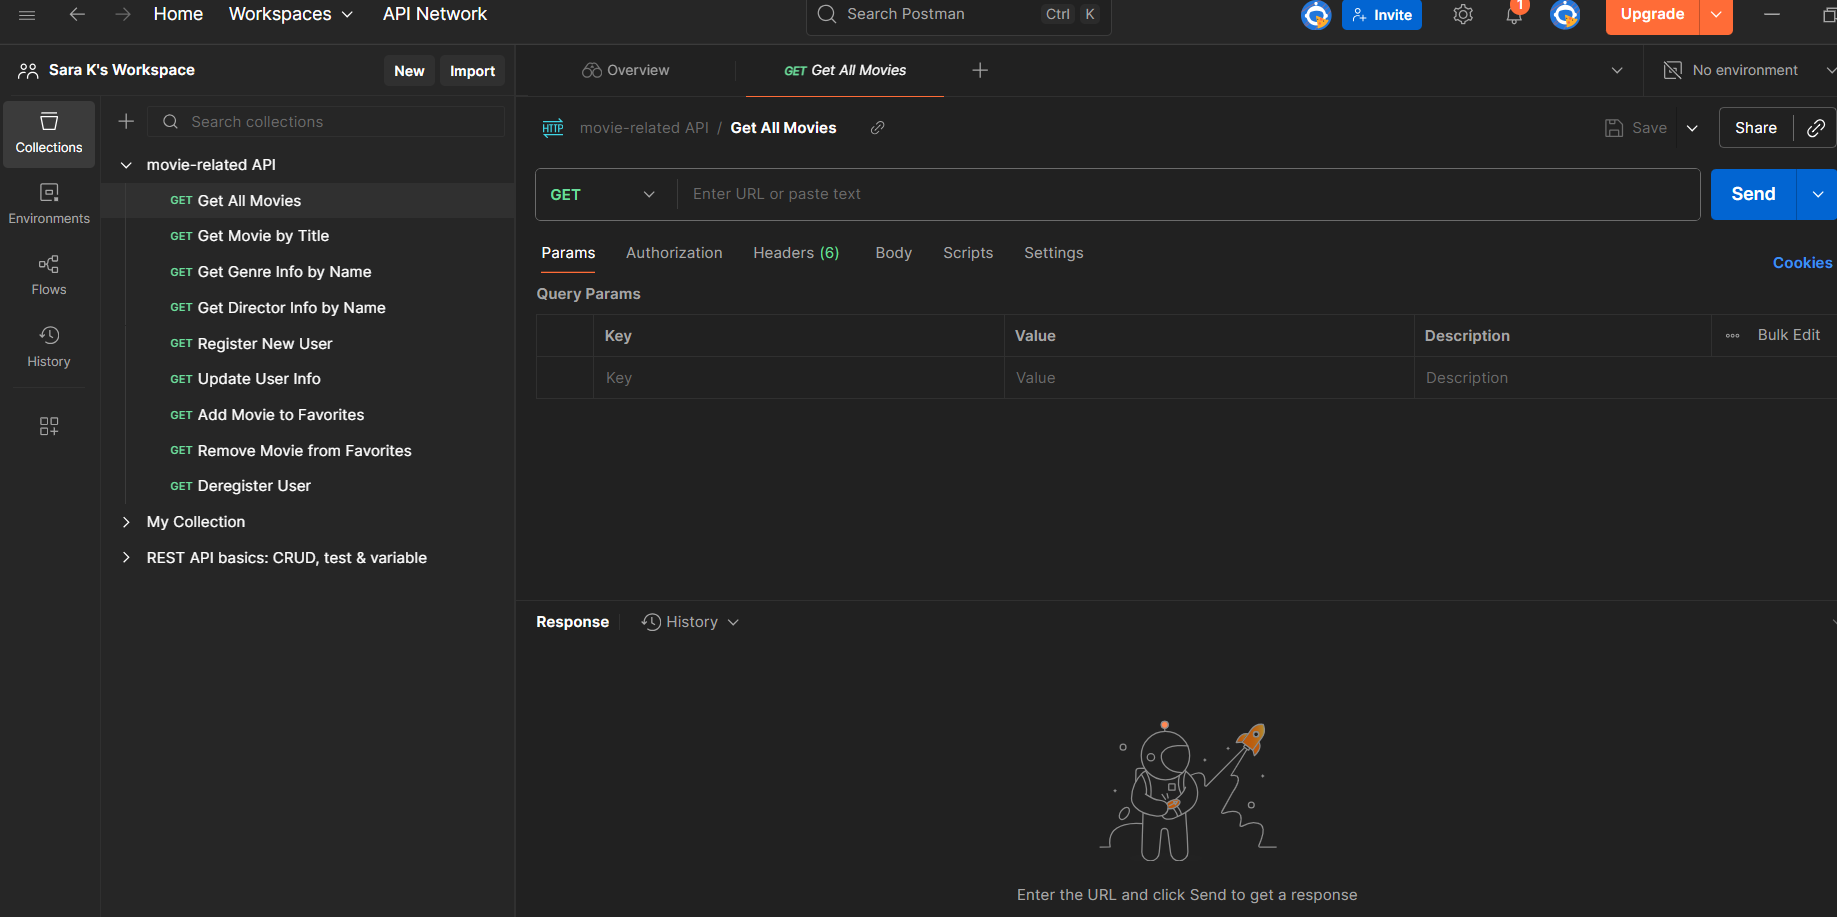 Home Workspaces API Network Search Postman Ctrl K Invite 1 Upgrade
Sara K's Workspace New Import
Overview GET Get All Movies No environment
Collections
Environments
Flows
History
Search collections
movie-related API
GET Get All Movies
GET Get Movie by Title
GET Get Genre Info by Name
GET Get Director Info by Name
GET Register New User
GET Update User Info
GET Add Movie to Favorites
GET Remove Movie from Favorites
GET Deregister User
My Collection
REST API basics: CRUD, test & variable
HTTP movie-related API / Get All Movies Save Share
GET Enter URL or paste text Send
Params Authorization Headers (6) Body Scripts Settings Cookies
Query Params
Key Value Description Bulk Edit
Key Value Description
Response History
Enter the URL and click Send to get a response